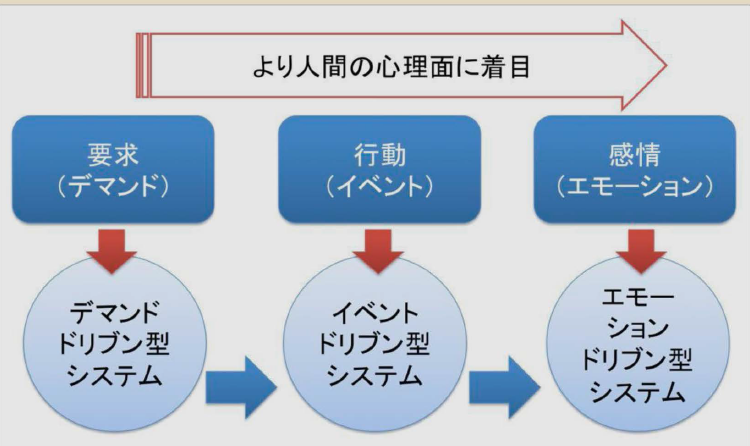 より人間の心理面に着目
要求
（デマンド）
行動
（イベント）
感情
（エモーション）
デマンド
ドリブン型
システム
イベント
ドリブン型
システム
エモー
ション
ドリブン型
システム